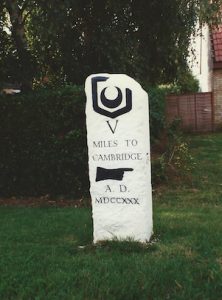 V
MILES TO
CAMBRIDGE
A. D.
MDCCXXX